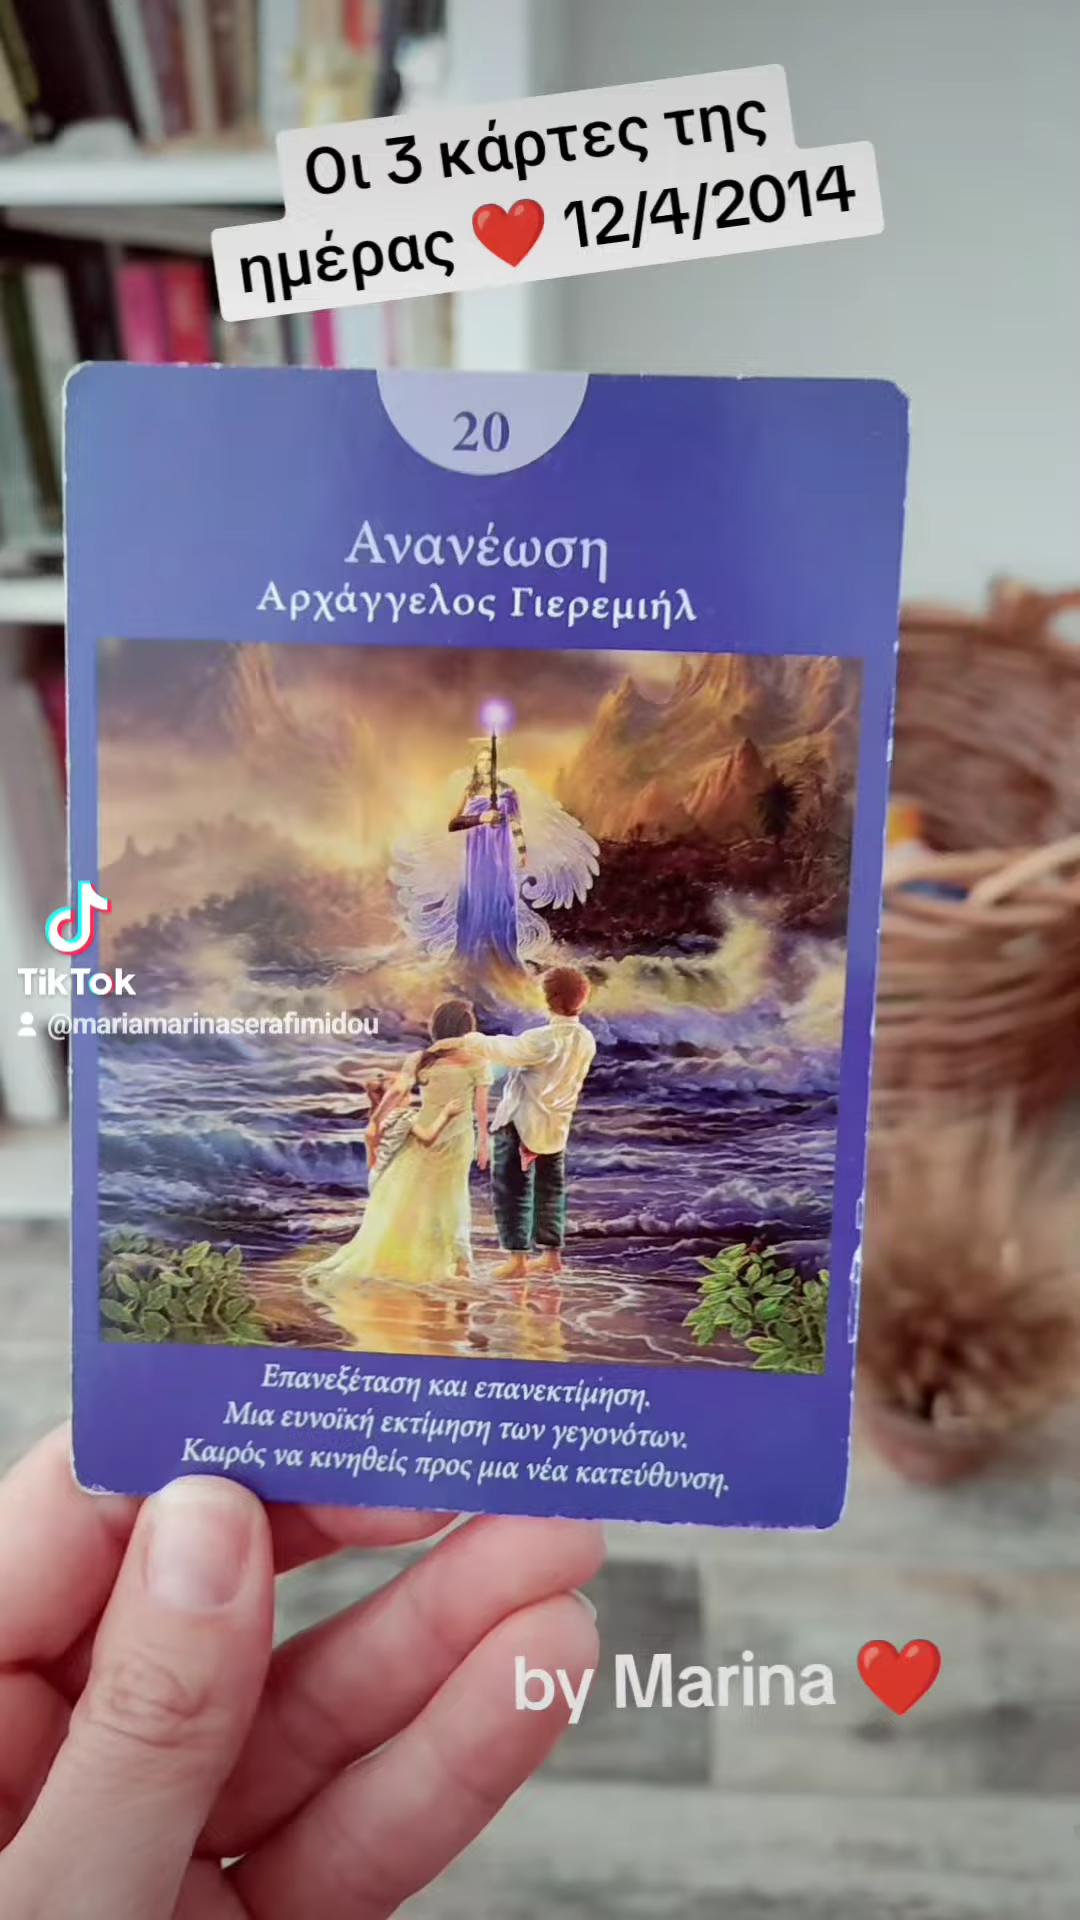 Οι 3 κάρτες της
ημέρας ❤️ 12/4/2014
20
Ανανέωση
Αρχάγγελος Γιερεμιήλ
TikTok
@mariamarinaserafimidou
Επανεξέταση και επανεκτίμηση.
Μια ευνοϊκή εκτίμηση των γεγονότων.
Καιρός να κινηθείς προς μια νέα κατεύθυνση.
by Marina ❤️